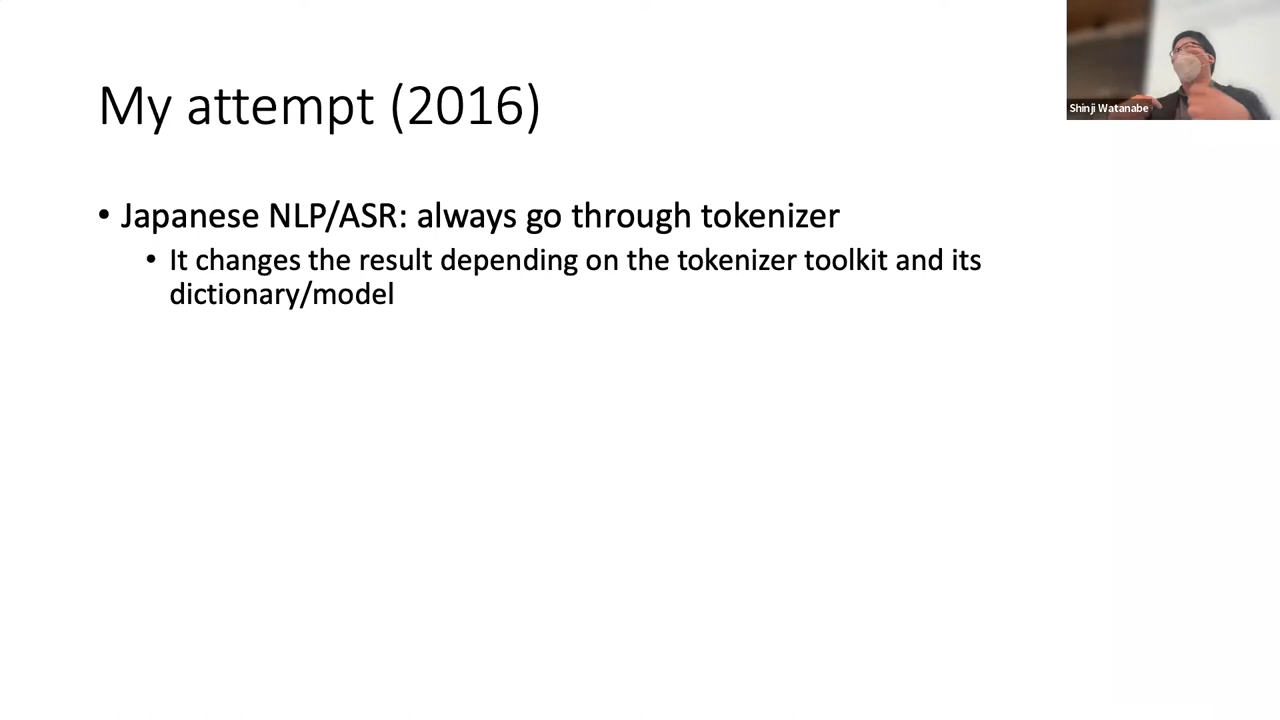 My attempt (2016)
Shinji Watanabe
• Japanese NLP/ASR: always go through tokenizer
• It changes the result depending on the tokenizer toolkit and its
dictionary/model